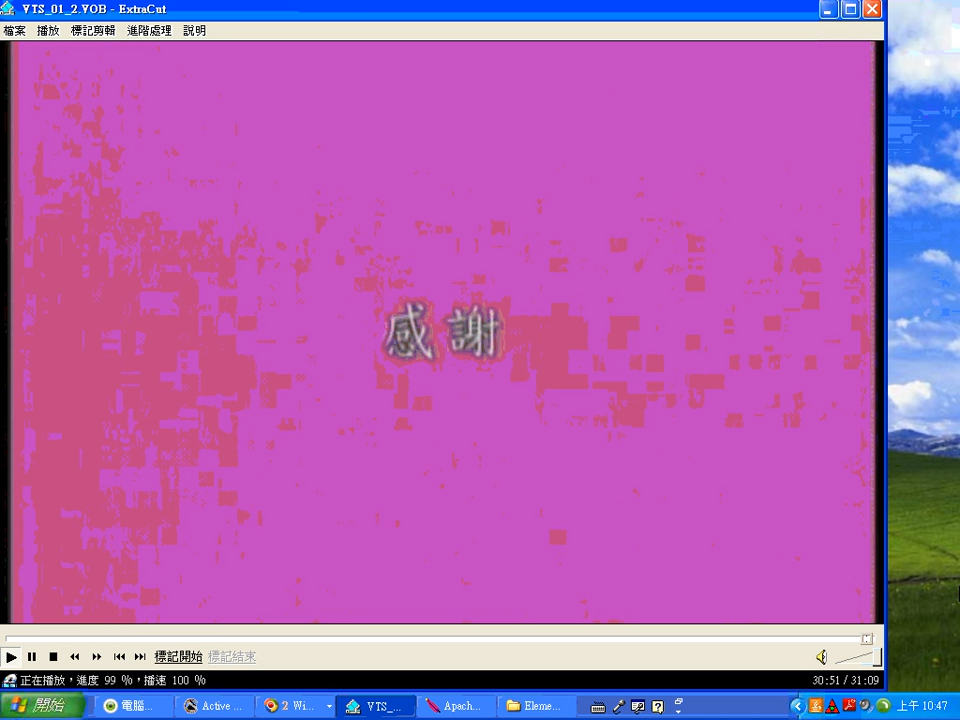 VTS_01_2.VOB - ExtraCut
檔案 播放 標記剪輯 進階處理 說明
感謝
標記開始 標記結束
正在播放，進度 99 %，播速 100 %
30:51 / 31:09
開始 電腦... Active ... 2 Wi... VTS_... Apach... Eleme... 上午 10:47